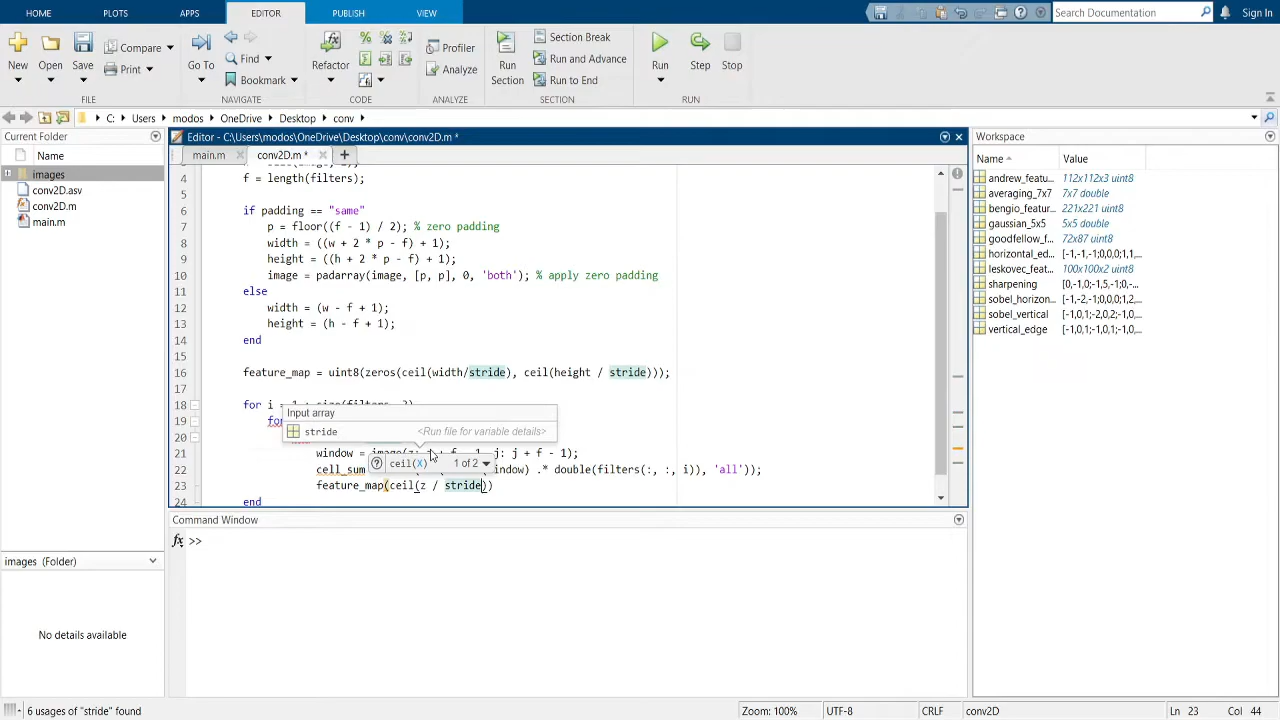 HOME PLOTS APPS EDITOR PUBLISH VIEW Search Documentation Sign In
New Open Save Compare Print Go To Find Bookmark Refactor Profiler Analyze Run Section Section Break Run and Advance Run to End Run Step Stop
FILE NAVIGATE CODE ANALYZE SECTION RUN
C: Users modos OneDrive Desktop conv
Current Folder
Name
images
conv2D.asv
conv2D.m
main.m
images (Folder)
No details available
Editor - C:\Users\modos\OneDrive\Desktop\conv\conv2D.m *
main.m conv2D.m *
4 f = length(filters);
5
6 if padding == "same"
7 p = floor((f - 1) / 2); % zero padding
8 width = ((w + 2 * p - f) + 1);
9 height = ((h + 2 * p - f) + 1);
10 image = padarray(image, [p, p], 0, 'both'); % apply zero padding
11 else
12 width = (w - f + 1);
13 height = (h - f + 1);
14 end
15
16 feature_map = uint8(zeros(ceil(width/stride), ceil(height / stride)));
17
18 for i = 1 : size(filters, 3)
19 for
20
21 window = image(z: z + f - 1, j: j + f - 1);
22 cell_sum indow) .* double(filters(:, :, i)), 'all'));
23 feature_map(ceil(z / stride))
24 end
Input array
stride <Run file for variable details>
ceil(X) 1 of 2
Command Window
fx >>
Workspace
Name Value
andrew_featu... 112x112x3 uint8
averaging_7x7 7x7 double
bengio_featur... 221x221 uint8
gaussian_5x5 5x5 double
goodfellow_f... 72x87 uint8
horizontal_ed... [-1,-1,-1;0,0,0;1,1,...
leskovec_feat... 100x100x2 uint8
sharpening [0,-1,0;-1,5,-1;0,-...
sobel_horizon... [-1,-2,-1;0,0,0;1,2,...
sobel_vertical [-1,0,1;-2,0,2;-1,0,...
vertical_edge [-1,0,1;-1,0,1;-1,0,...
6 usages of "stride" found Zoom: 100% UTF-8 CRLF conv2D Ln 23 Col 44